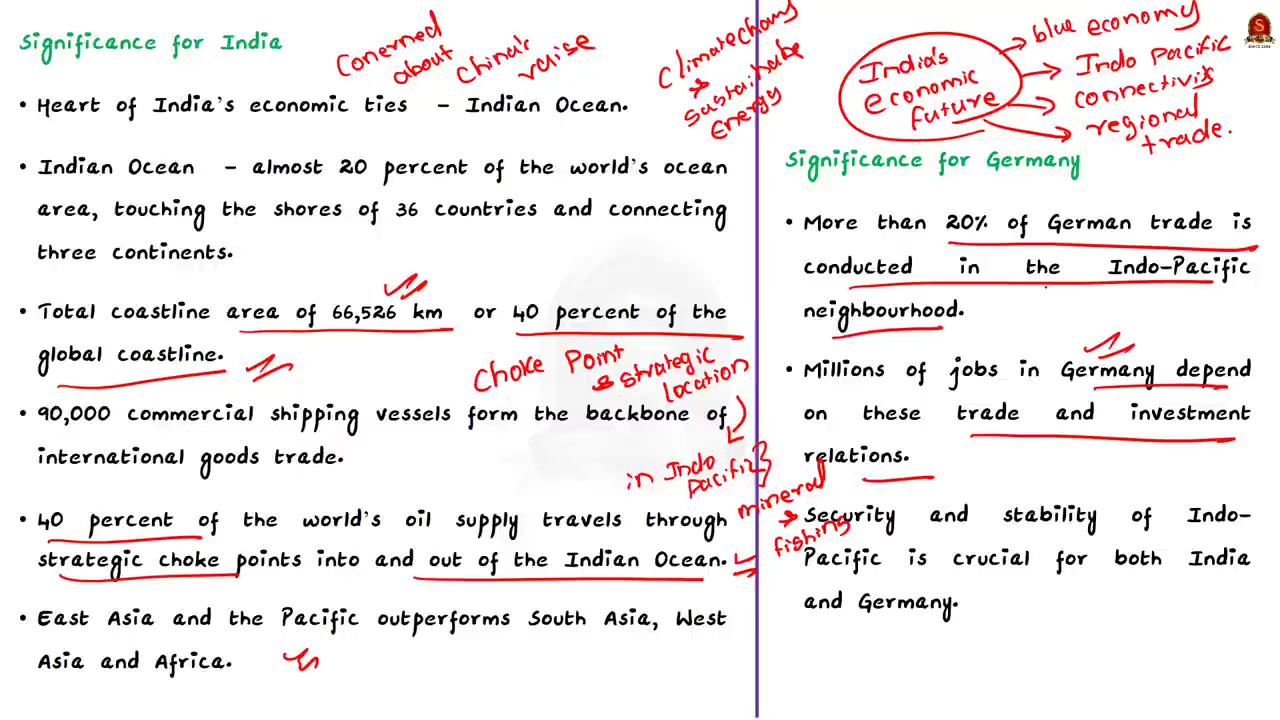 Significance for India
Conerned
about
China's
raise
climatechang
sustainable
Energy
• Heart of India's economic ties - Indian Ocean.
• Indian Ocean - almost 20 percent of the world's ocean
area, touching the shores of 36 countries and connecting
three continents.
• Total coastline area of 66,526 km or 40 percent of the
global coastline.
Choke Point
strategic
location
• 90,000 commercial shipping vessels form the backbone of
international goods trade.
in Indo
Pacific
mineral
fishing
• 40 percent of the world's oil supply travels through
strategic choke points into and out of the Indian Ocean.
• East Asia and the Pacific outperforms South Asia, West
Asia and Africa.
India's
economic
future
blue economy
Indo Pacific
connectivity
regional
trade.
Significance for Germany
• More than 20% of German trade is
conducted in the Indo-Pacific
neighbourhood.
• Millions of jobs in Germany depend
on these trade and investment
relations.
• Security and stability of Indo-
Pacific is crucial for both India
and Germany.